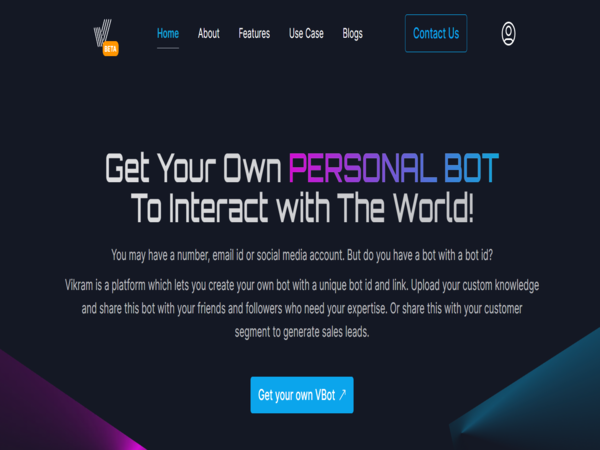 BETA
Home About Features Use Case Blogs Contact Us
Get Your Own PERSONAL BOT
To Interact with The World!
You may have a number, email id or social media account. But do you have a bot with a bot id?
Vikram is a platform which lets you create your own bot with a unique bot id and link. Upload your custom knowledge
and share this bot with your friends and followers who need your expertise. Or share this with your customer
segment to generate sales leads.
Get your own VBot ↗